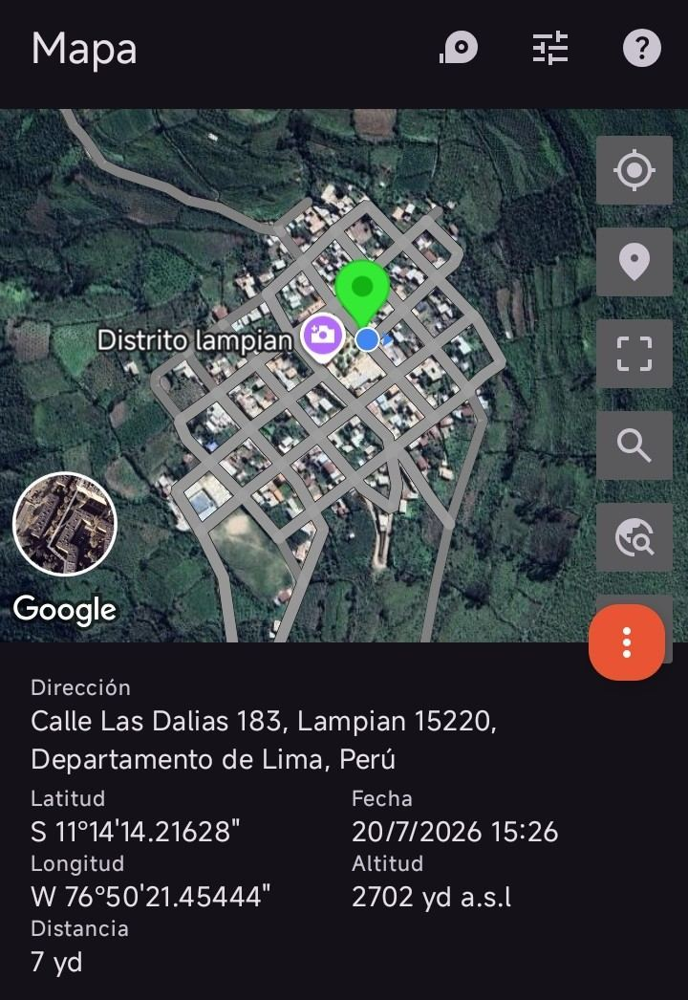 Mapa
Distrito lampian
Google
Dirección
Calle Las Dalias 183, Lampian 15220,
Departamento de Lima, Perú
Latitud
S 11°14'14.21628"
Fecha
20/7/2026 15:26
Longitud
W 76°50'21.45444"
Altitud
2702 yd a.s.l
Distancia
7 yd